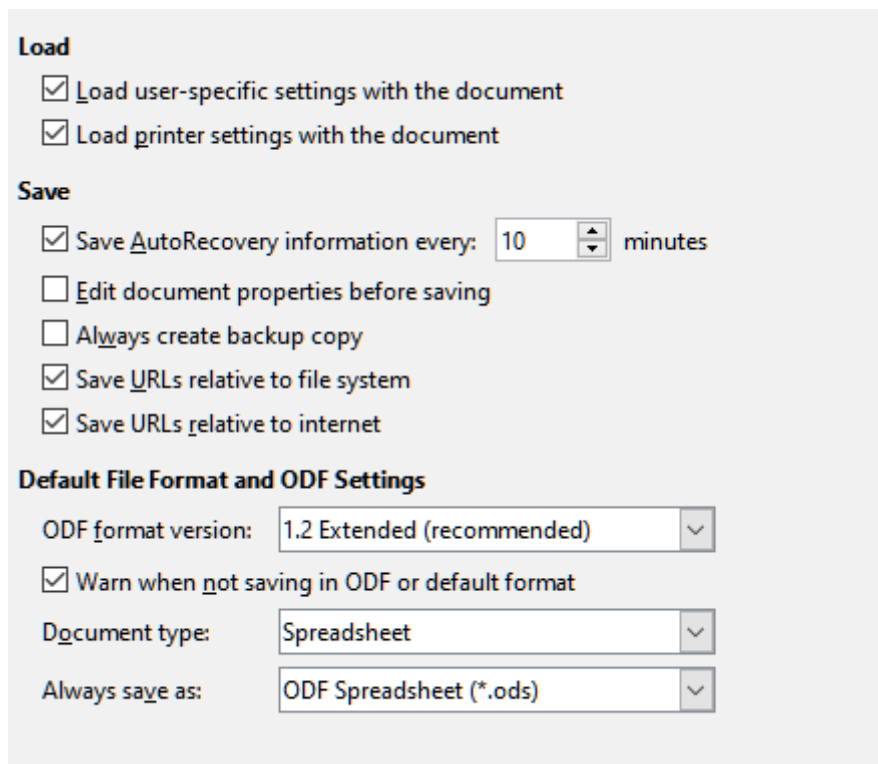 Load
Load user-specific settings with the document
Load printer settings with the document
Save
Save AutoRecovery information every: 10 minutes
Edit document properties before saving
Always create backup copy
Save URLs relative to file system
Save URLs relative to internet
Default File Format and ODF Settings
ODF format version: 1.2 Extended (recommended)
Warn when not saving in ODF or default format
Document type: Spreadsheet
Always save as: ODF Spreadsheet (*.ods)